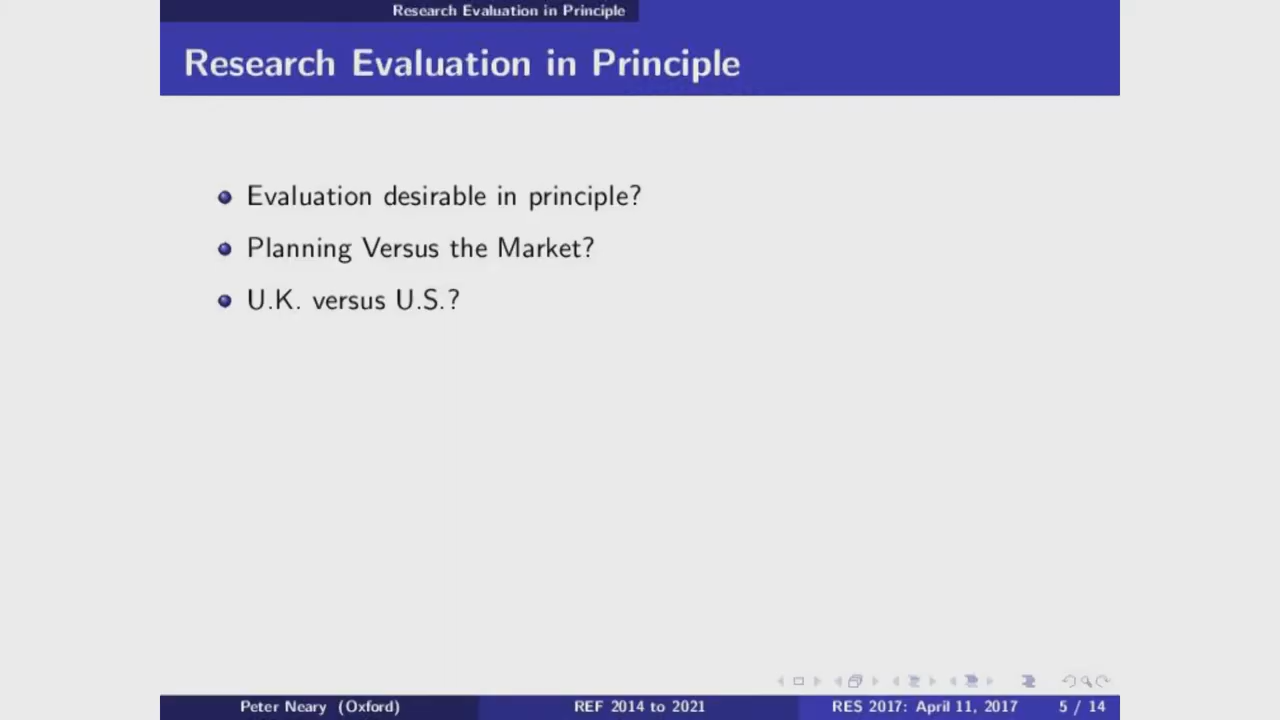 Research Evaluation in Principle
Research Evaluation in Principle
Evaluation desirable in principle?
Planning Versus the Market?
U.K. versus U.S.?
Peter Neary (Oxford) REF 2014 to 2021 RES 2017: April 11, 2017 5 / 14